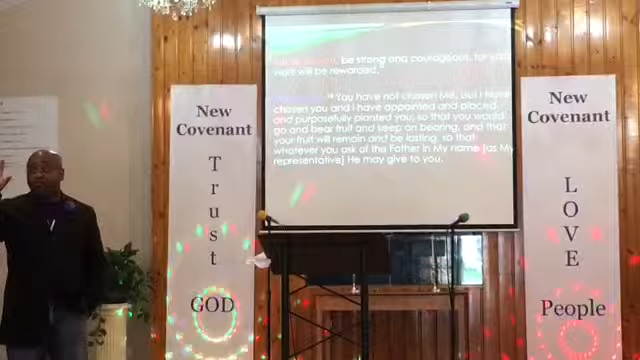 New
Covenant
T
r
u
s
t
GOD
be strong and courageous, for your
work will be rewarded."
"You have not chosen Me, but I have
chosen you and I have appointed and placed
and purposefully planted you, so that you would
go and bear fruit and keep on bearing, and that
your fruit will remain and be lasting, so that
whatever you ask of the Father in My name [as My
representative] He may give to you.
New
Covenant
L
O
V
E
People